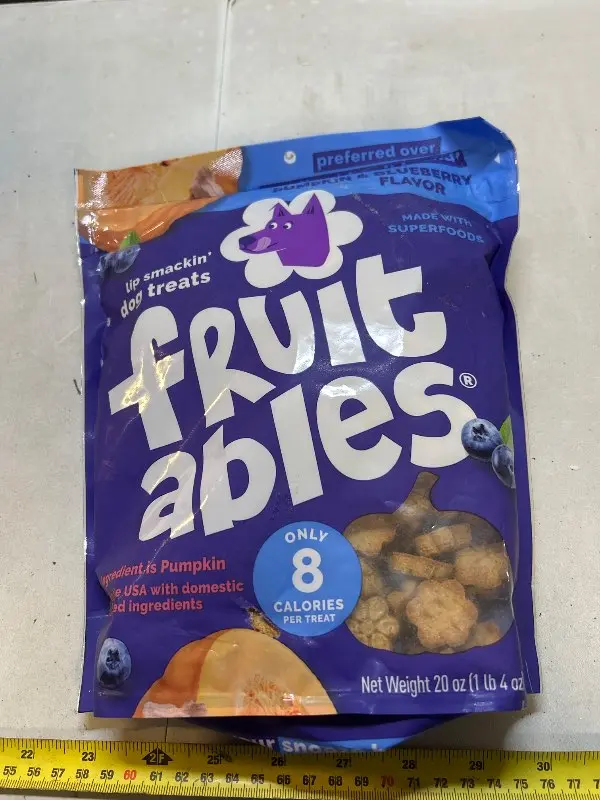 preferred over
PUMPKIN & BLUEBERRY
FLAVOR
MADE WITH
SUPERFOODS
lip smackin'
dog treats
fruit
ables®
ingredient is Pumpkin
USA with domestic
ingredients
ONLY
8
CALORIES
PER TREAT
Net Weight 20 oz (1 lb 4 oz
22 23 2F 25 26 27 28 29 30
55 56 57 58 59 60 61 62 63 64 65 66 67 68 69 70 71 72 73 74 75 76 77